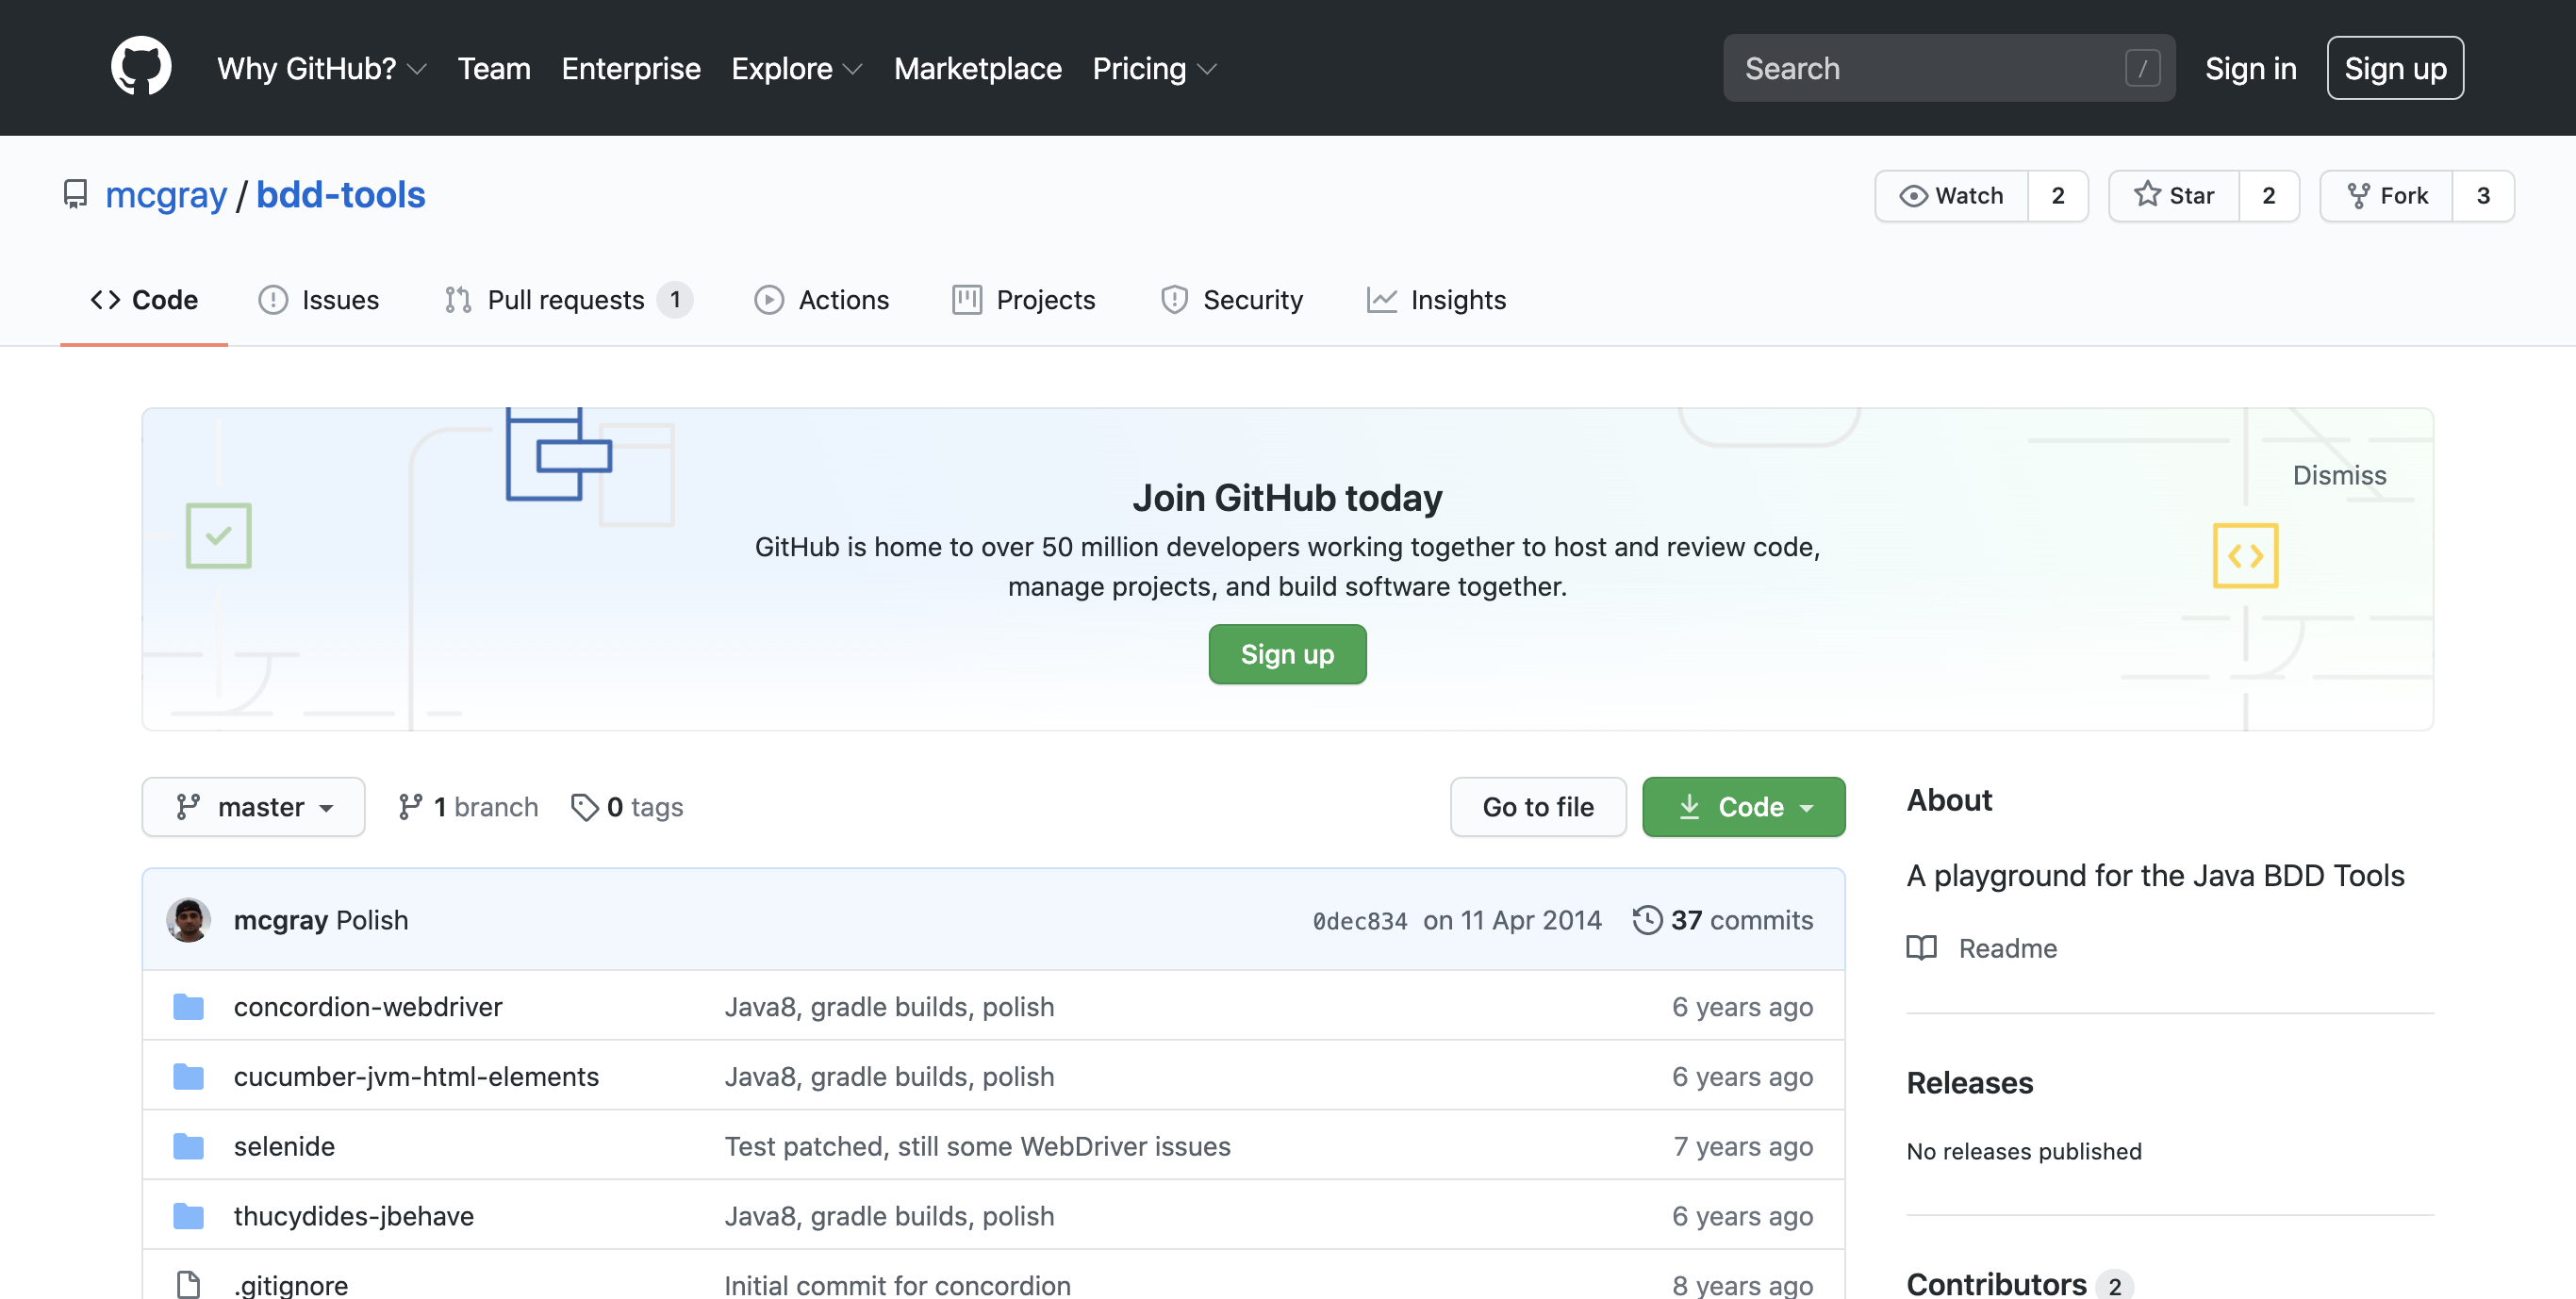 Why GitHub? Team Enterprise Explore Marketplace Pricing Search / Sign in Sign up
mcgray / bdd-tools Watch 2 Star 2 Fork 3
Code Issues Pull requests 1 Actions Projects Security Insights
Dismiss
Join GitHub today
GitHub is home to over 50 million developers working together to host and review code,
manage projects, and build software together.
Sign up
master 1 branch 0 tags Go to file Code
mcgray Polish 0dec834 on 11 Apr 2014 37 commits
concordion-webdriver Java8, gradle builds, polish 6 years ago
cucumber-jvm-html-elements Java8, gradle builds, polish 6 years ago
selenide Test patched, still some WebDriver issues 7 years ago
thucydides-jbehave Java8, gradle builds, polish 6 years ago
.gitignore Initial commit for concordion 8 years ago
About
A playground for the Java BDD Tools
Readme
Releases
No releases published
Contributors 2